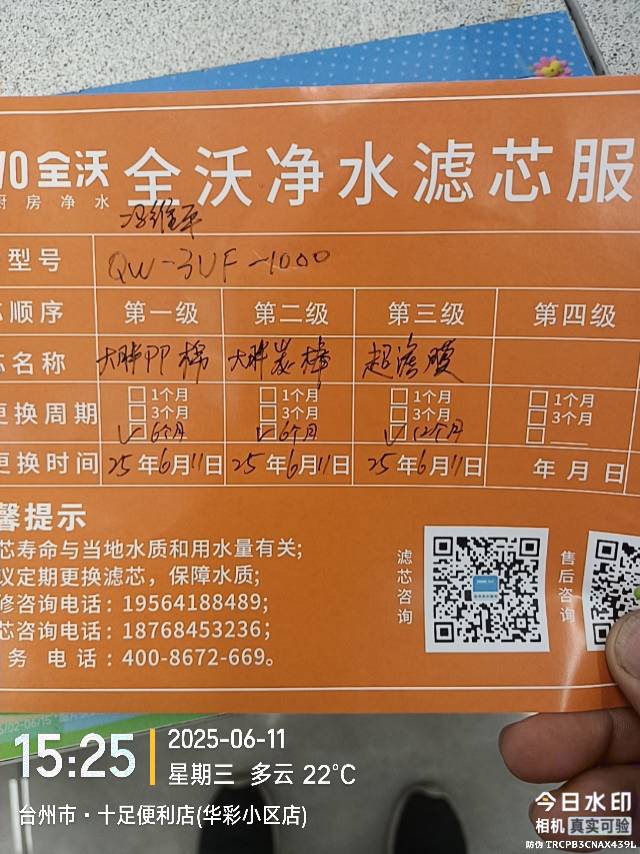 VO 全沃 全沃净水滤芯服
厨房净水
冯维平
型号 QW-3UF-1000
芯顺序 第一级 第二级 第三级 第四级
芯名称 大胖PP棉 大胖炭棒 超滤膜
更换周期 1个月 1个月 1个月 1个月
3个月 3个月 3个月 3个月
6个月 6个月 12个月
更换时间 25年6月11日 25年6月11日 25年6月11日 年月日
馨提示
芯寿命与当地水质和用水量有关;
议定期更换滤芯，保障水质;
修咨询电话：19564188489;
芯咨询电话：18768453236;
务电话：400-8672-669。
滤芯咨询
售后咨询
15:25
2025-06-11
星期三 多云 22°C
台州市·十足便利店(华彩小区店)
今日水印
相机 真实可验
防伪 TRCPB3CNAX439L